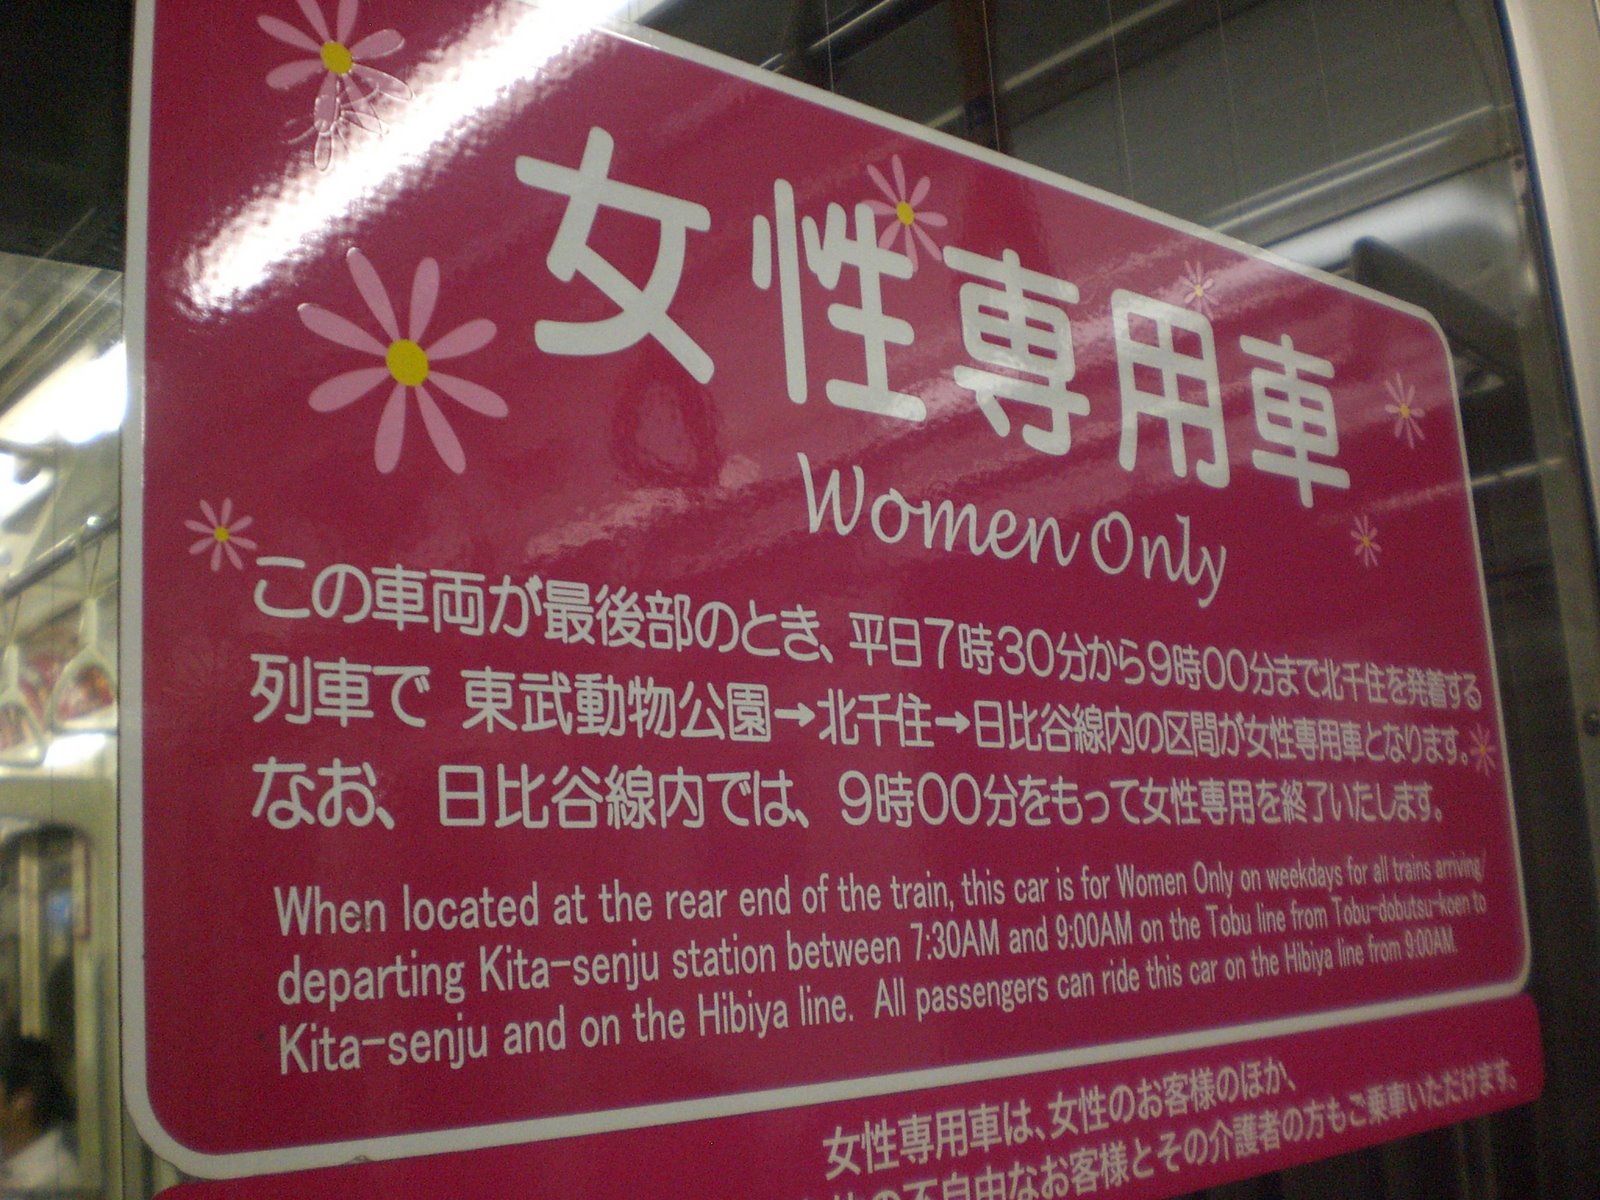 女性専用車
Women Only
この車両が最後部のとき、平日7時30分から9時00分まで北千住を発着する
列車で 東武動物公園→北千住→日比谷線内の区間が女性専用車となります。
なお、日比谷線内では、9時00分をもって女性専用を終了いたします。
When located at the rear end of the train, this car is for Women Only on weekdays for all trains arriving/
departing Kita-senju station between 7:30AM and 9:00AM on the Tobu line from Tobu-dobutsu-koen to
Kita-senju and on the Hibiya line. All passengers can ride this car on the Hibiya line from 9:00AM.
女性専用車は、女性のお客様のほか、
の不自由なお客様とその介護者の方もご乗車いただけます。